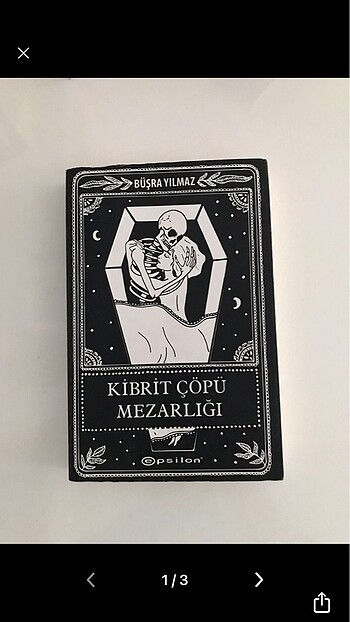 BÜŞRA YILMAZ
KİBRİT ÇÖPÜ
MEZARLIĞI
epsilon
1/3